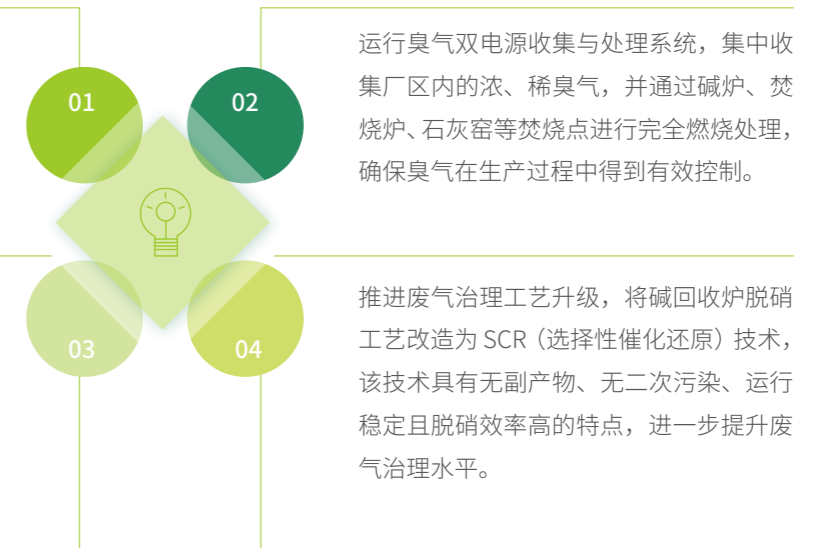 01
02
运行臭气双电源收集与处理系统，集中收
集厂区内的浓、稀臭气，并通过碱炉、焚
烧炉、石灰窑等焚烧点进行完全燃烧处理，
确保臭气在生产过程中得到有效控制。
03
04
推进废气治理工艺升级，将碱回收炉脱硝
工艺改造为 SCR（选择性催化还原）技术，
该技术具有无副产物、无二次污染、运行
稳定且脱硝效率高的特点，进一步提升废
气治理水平。